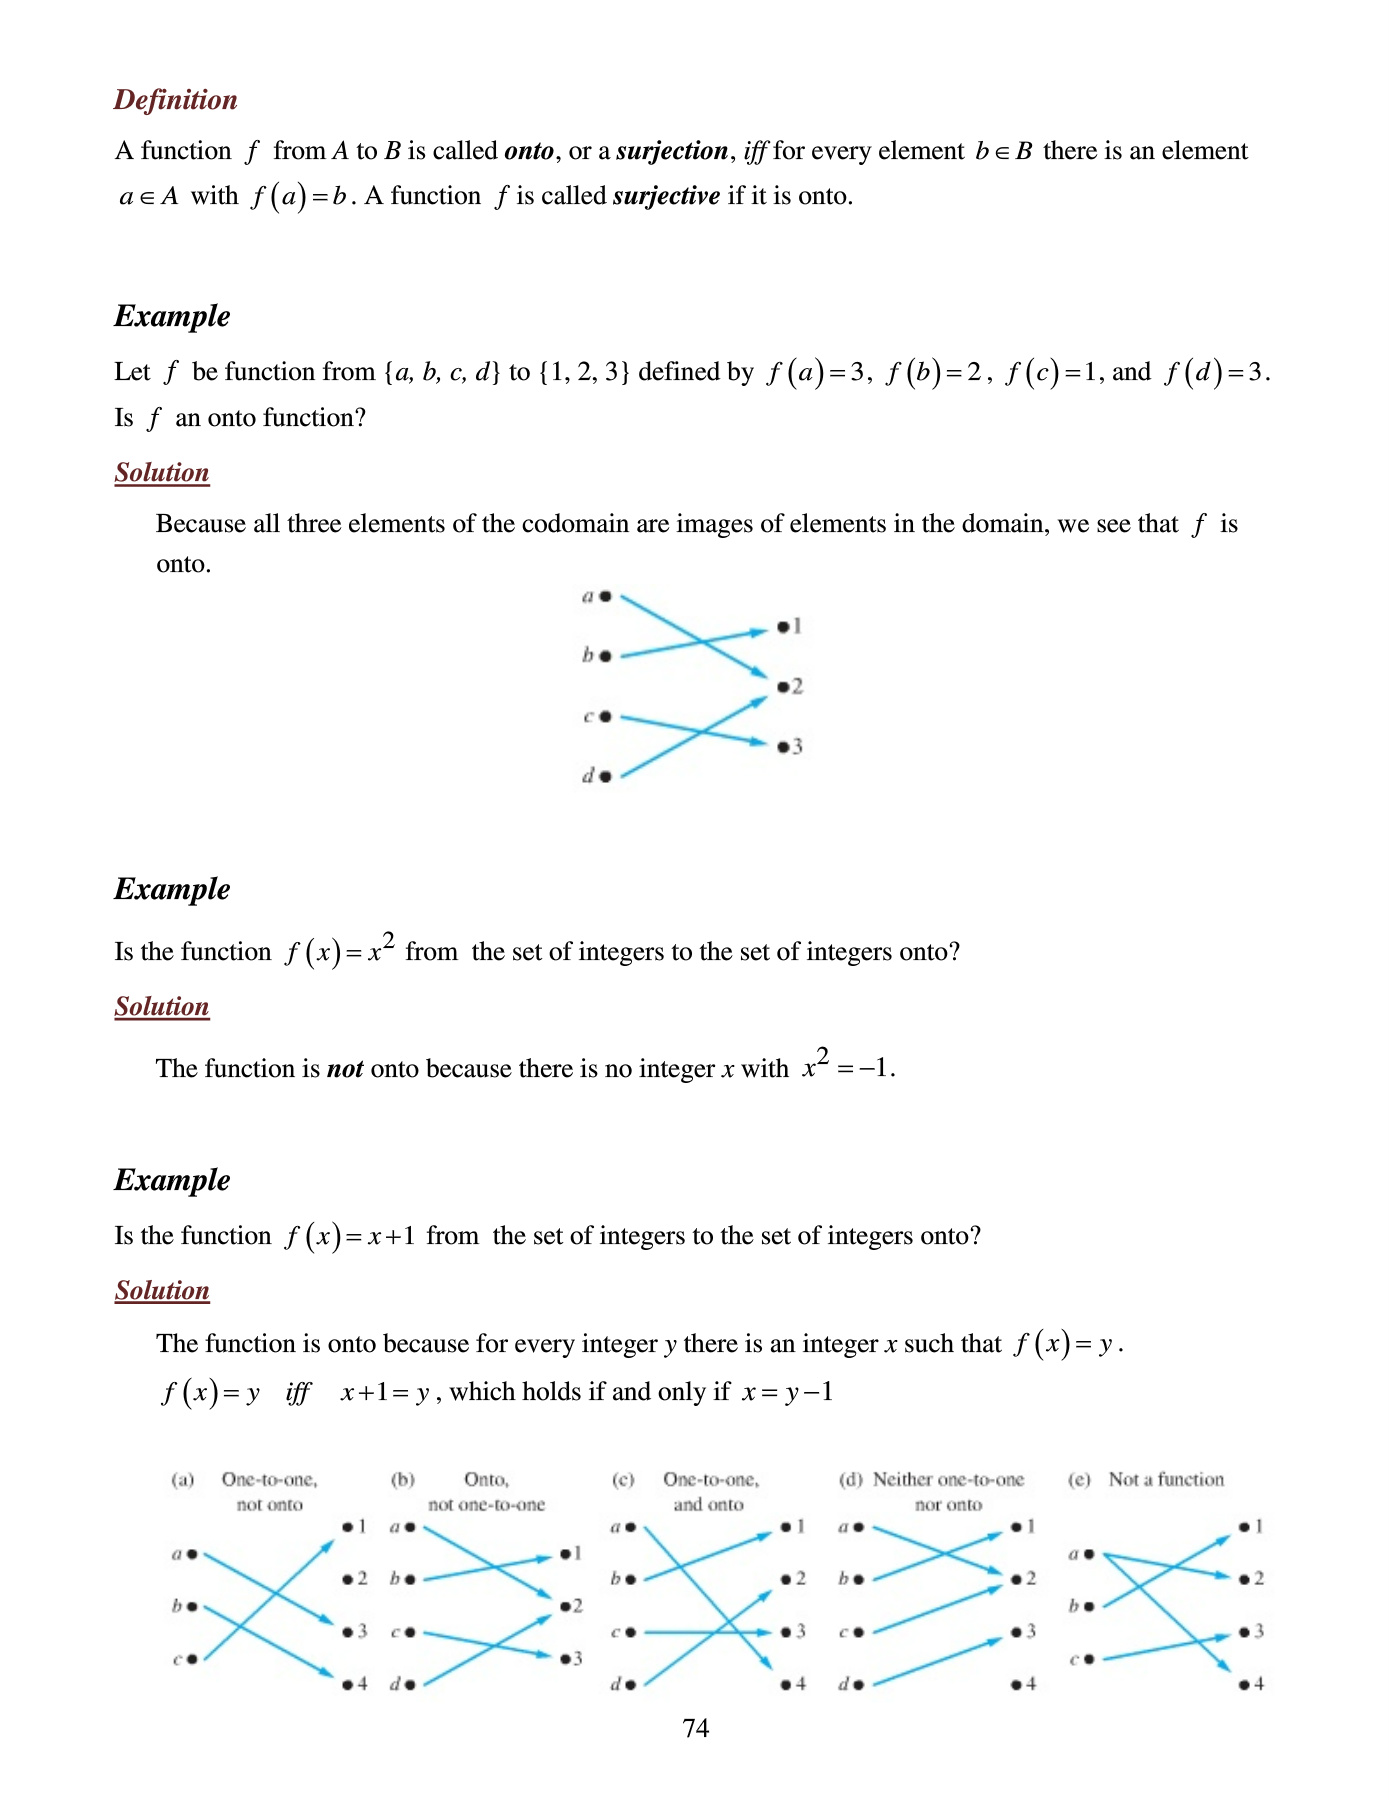 Definition
A function f from A to B is called onto, or a surjection, iff for every element b ∈ B there is an element
a ∈ A with f(a) = b. A function f is called surjective if it is onto.
Example
Let f be function from {a, b, c, d} to {1, 2, 3} defined by f(a) = 3, f(b) = 2, f(c) = 1, and f(d) = 3.
Is f an onto function?
Solution
Because all three elements of the codomain are images of elements in the domain, we see that f is
onto.
a
1
b
2
c
3
d
Example
Is the function f(x) = x² from the set of integers to the set of integers onto?
Solution
The function is not onto because there is no integer x with x² = −1.
Example
Is the function f(x) = x+1 from the set of integers to the set of integers onto?
Solution
The function is onto because for every integer y there is an integer x such that f(x) = y.
f(x) = y iff x+1 = y, which holds if and only if x = y−1
(a) One-to-one, (b) Onto, (c) One-to-one, (d) Neither one-to-one (e) Not a function
not onto not one-to-one and onto nor onto
1 a a 1 a 1 1
a 1 a
2 b b 2 b 2 2
b 2 b
3 c c 3 c 3 3
c 3 c
4 d d 4 d 4 4
74